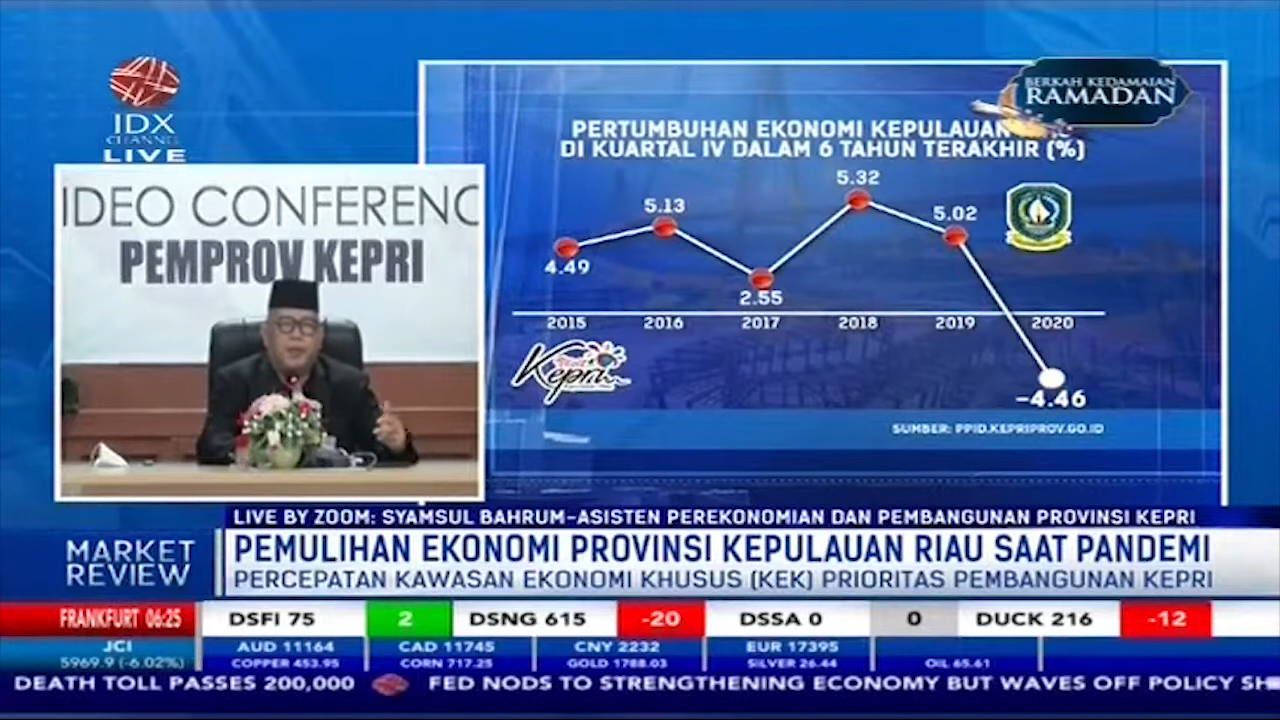 IDX
CHANNEL
LIVE
BERKAH KEDAMAIAN
RAMADAN
PERTUMBUHAN EKONOMI KEPULAUAN
DI KUARTAL IV DALAM 6 TAHUN TERAKHIR (%)
5.32
5.13
5.02
4.49
2.55
2015 2016 2017 2018 2019 2020
-4.46
Kepri
SUMBER: PPID.KEPRIPROV.GO.ID
IDEO CONFERENC
PEMPROV KEPRI
LIVE BY ZOOM: SYAMSUL BAHRUM-ASISTEN PEREKONOMIAN DAN PEMBANGUNAN PROVINSI KEPRI
MARKET
REVIEW
PEMULIHAN EKONOMI PROVINSI KEPULAUAN RIAU SAAT PANDEMI
PERCEPATAN KAWASAN EKONOMI KHUSUS (KEK) PRIORITAS PEMBANGUNAN KEPRI
FRANKFURT 06:25 DSFI 75 2 DSNG 615 -20 DSSA 0 0 DUCK 216 -12
JCI AUD 11164 CAD 11745 CNY 2232 EUR 17395
5969.9 (-6.02%) COPPER 453.95 CORN 717.25 GOLD 1788.03 SILVER 26.44 OIL 65.61
DEATH TOLL PASSES 200,000 FED NODS TO STRENGTHENING ECONOMY BUT WAVES OFF POLICY SH